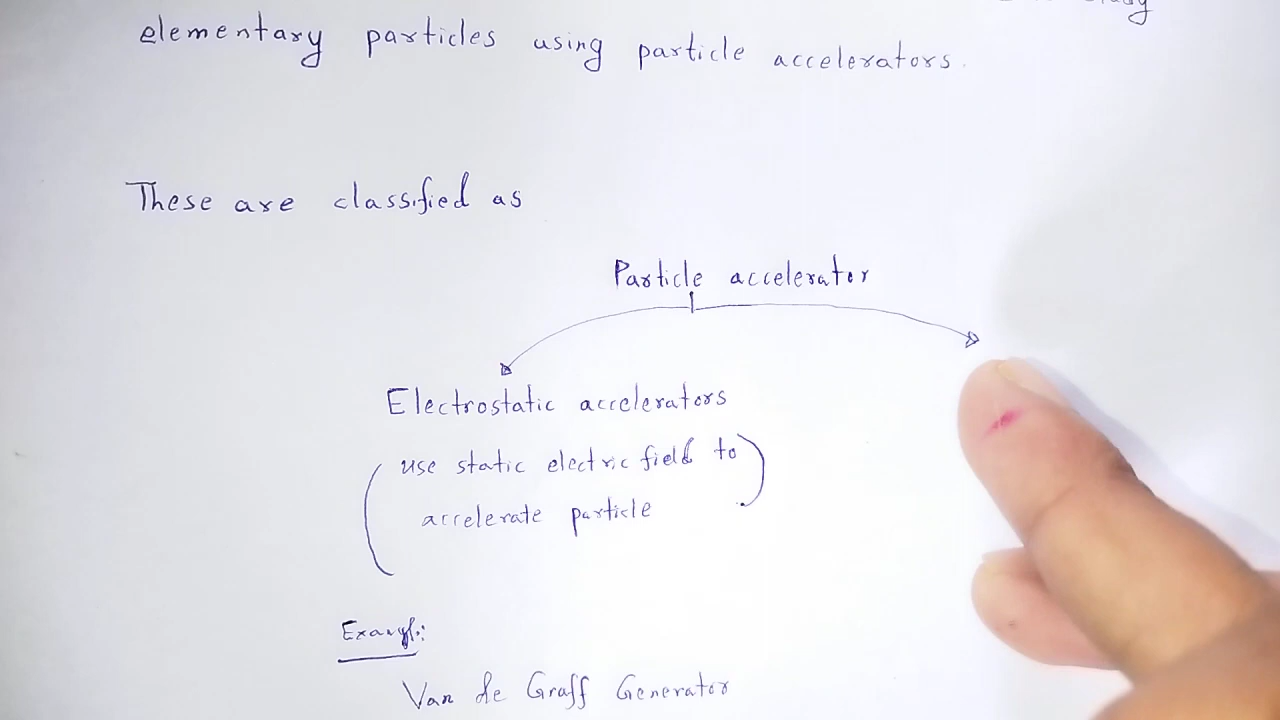 elementary particles using particle accelerators.
These are classified as
Particle accelerator
Electrostatic accelerators
(use static electric field to
accelerate particle)
Exampl:
Van de Graff Generator